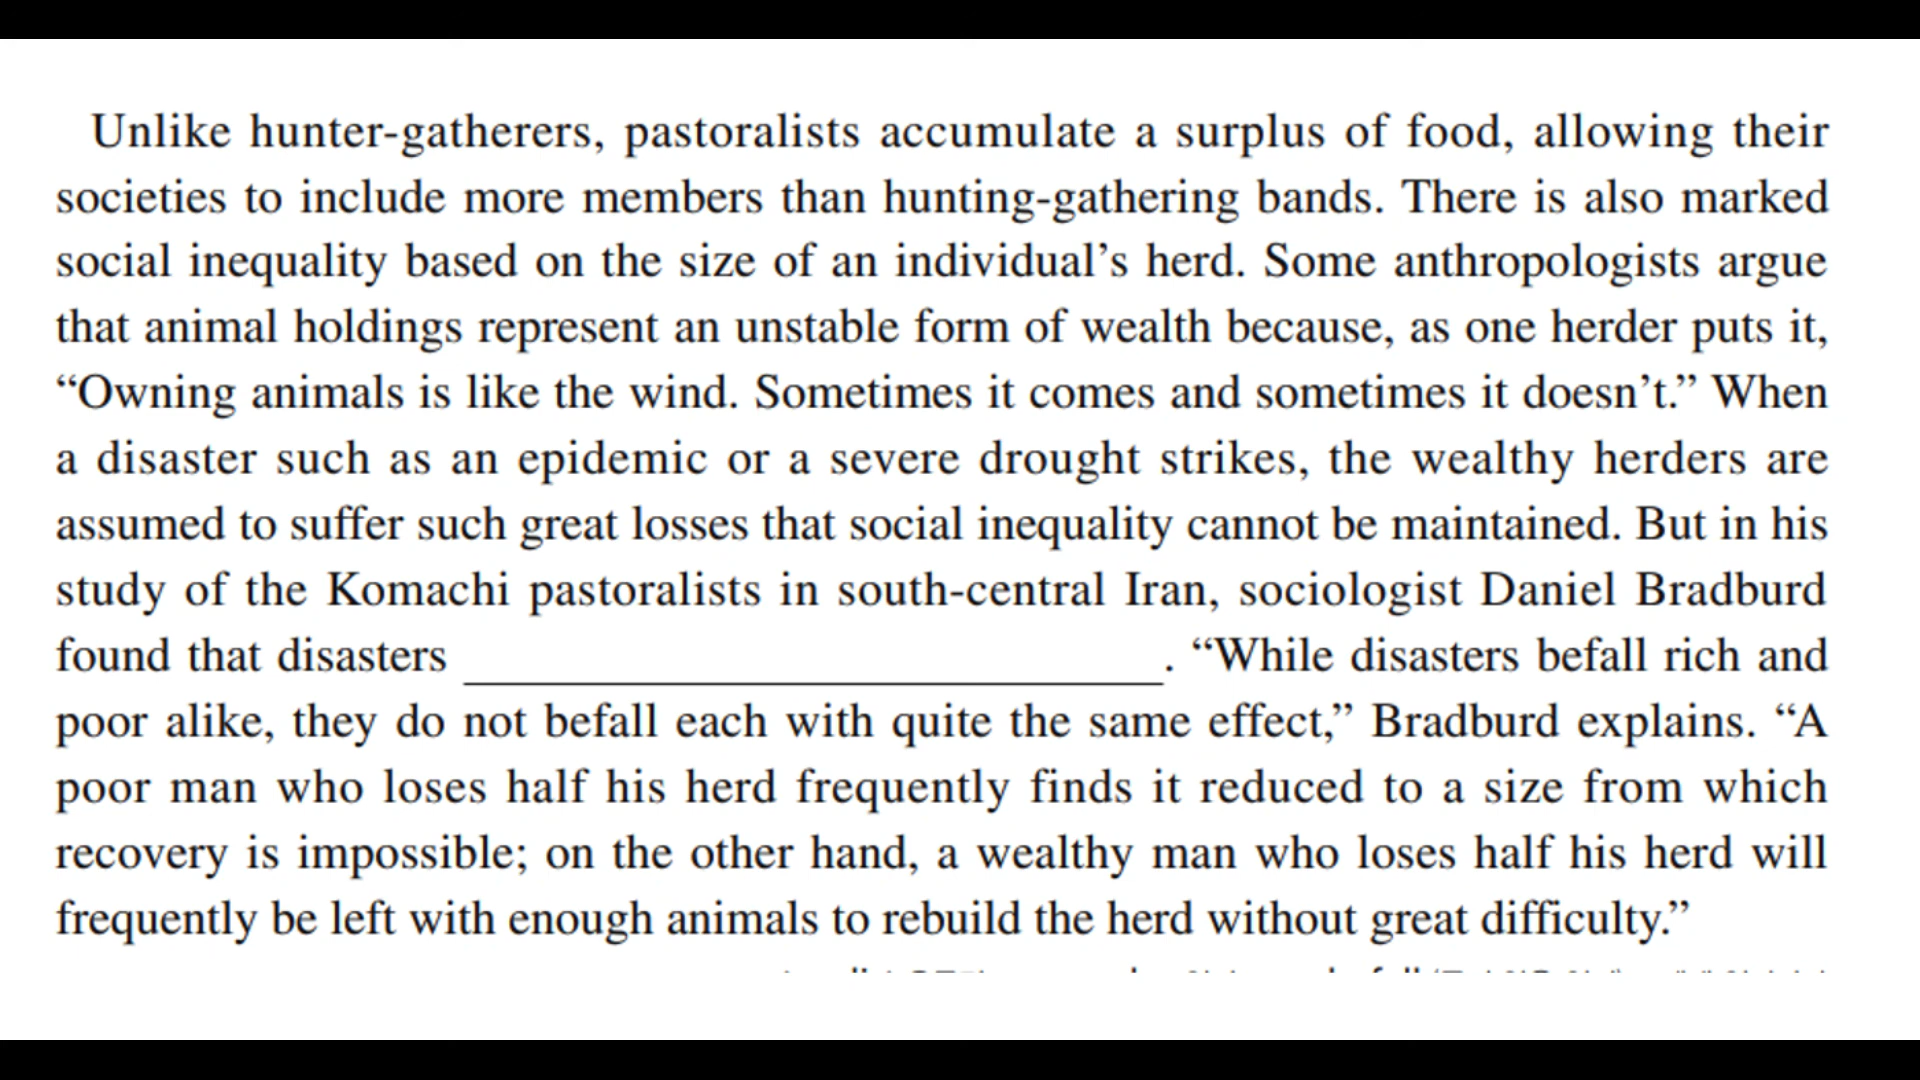 Unlike hunter-gatherers, pastoralists accumulate a surplus of food, allowing their
societies to include more members than hunting-gathering bands. There is also marked
social inequality based on the size of an individual’s herd. Some anthropologists argue
that animal holdings represent an unstable form of wealth because, as one herder puts it,
“Owning animals is like the wind. Sometimes it comes and sometimes it doesn’t.” When
a disaster such as an epidemic or a severe drought strikes, the wealthy herders are
assumed to suffer such great losses that social inequality cannot be maintained. But in his
study of the Komachi pastoralists in south-central Iran, sociologist Daniel Bradburd
found that disasters ______________________________. “While disasters befall rich and
poor alike, they do not befall each with quite the same effect,” Bradburd explains. “A
poor man who loses half his herd frequently finds it reduced to a size from which
recovery is impossible; on the other hand, a wealthy man who loses half his herd will
frequently be left with enough animals to rebuild the herd without great difficulty.”